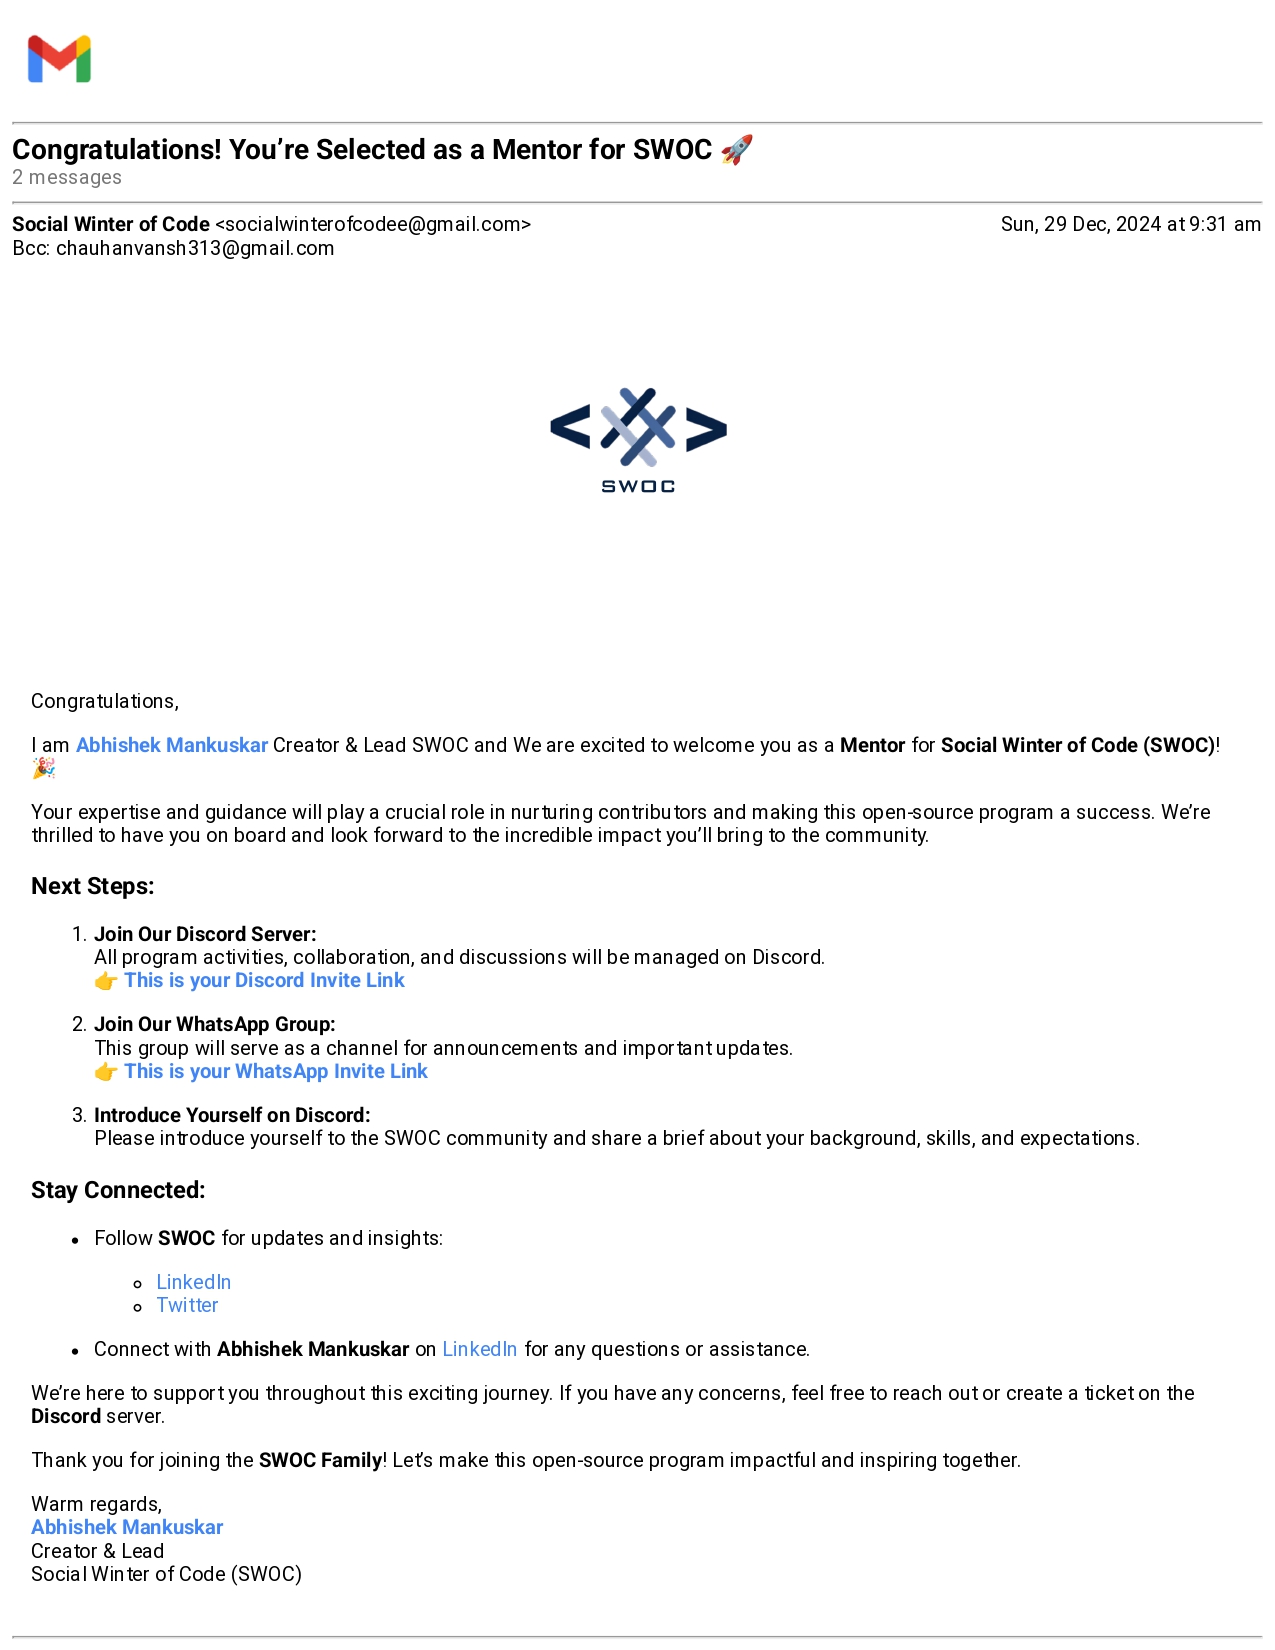 Congratulations! You’re Selected as a Mentor for SWOC 🚀
2 messages
Social Winter of Code <socialwinterofcodee@gmail.com> Sun, 29 Dec, 2024 at 9:31 am
Bcc: chauhanvansh313@gmail.com
SWOC
Congratulations,
I am Abhishek Mankuskar Creator & Lead SWOC and We are excited to welcome you as a Mentor for Social Winter of Code (SWOC)!
🎉
Your expertise and guidance will play a crucial role in nurturing contributors and making this open-source program a success. We’re
thrilled to have you on board and look forward to the incredible impact you’ll bring to the community.
Next Steps:
1. Join Our Discord Server:
All program activities, collaboration, and discussions will be managed on Discord.
👉 This is your Discord Invite Link
2. Join Our WhatsApp Group:
This group will serve as a channel for announcements and important updates.
👉 This is your WhatsApp Invite Link
3. Introduce Yourself on Discord:
Please introduce yourself to the SWOC community and share a brief about your background, skills, and expectations.
Stay Connected:
• Follow SWOC for updates and insights:
◦ LinkedIn
◦ Twitter
• Connect with Abhishek Mankuskar on LinkedIn for any questions or assistance.
We’re here to support you throughout this exciting journey. If you have any concerns, feel free to reach out or create a ticket on the
Discord server.
Thank you for joining the SWOC Family! Let’s make this open-source program impactful and inspiring together.
Warm regards,
Abhishek Mankuskar
Creator & Lead
Social Winter of Code (SWOC)